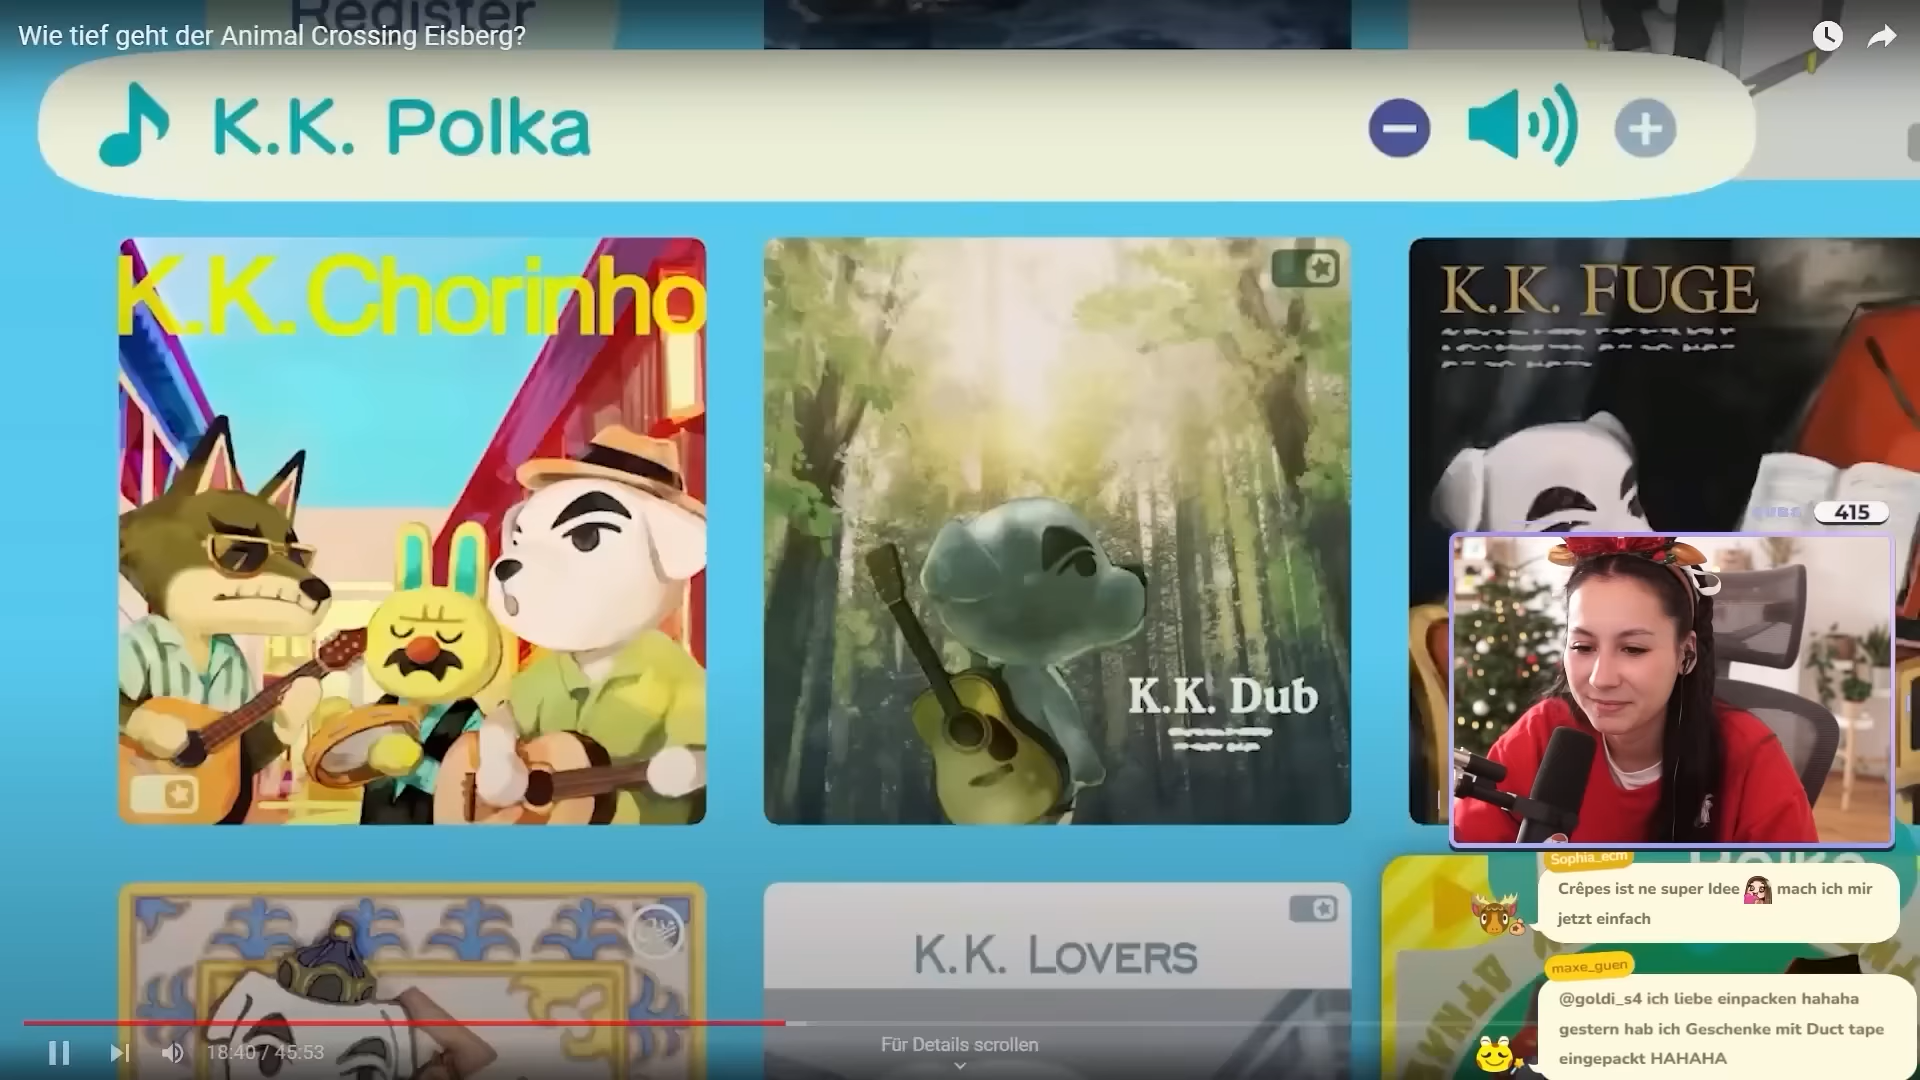 Register
Wie tief geht der Animal Crossing Eisberg?
K.K. Polka
K.K. Chorinho
K.K. Dub
K.K. FUGE
415
Sophia_ecm
Crêpes ist ne super Idee mach ich mir
jetzt einfach
maxe_guen
@goldi_s4 ich liebe einpacken hahaha
gestern hab ich Geschenke mit Duct tape
eingepackt HAHAHA
K.K. LOVERS
18:40 / 45:53
Für Details scrollen